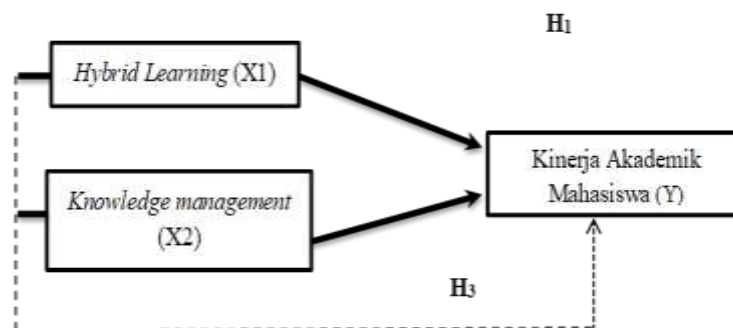 H1
Hybrid Learning (X1)
Kinerja Akademik
Mahasiswa (Y)
Knowledge management
(X2)
H3